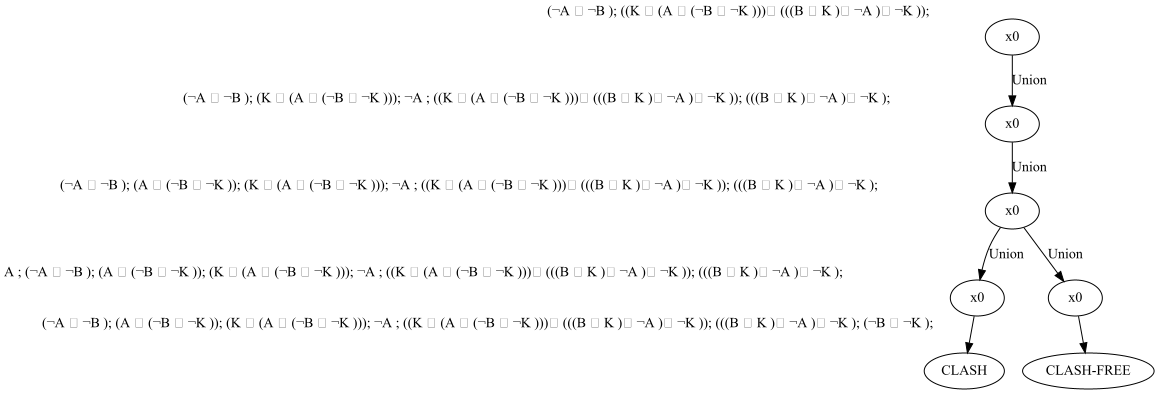 (¬A □ ¬B ); ((K □ (A □ (¬B □ ¬K )))□ (((B □ K )□ ¬A )□ ¬K ));
x0
Union
(¬A □ ¬B ); (K □ (A □ (¬B □ ¬K ))); ¬A ; ((K □ (A □ (¬B □ ¬K )))□ (((B □ K )□ ¬A )□ ¬K )); (((B □ K )□ ¬A )□ ¬K );
x0
Union
(¬A □ ¬B ); (A □ (¬B □ ¬K )); (K □ (A □ (¬B □ ¬K ))); ¬A ; ((K □ (A □ (¬B □ ¬K )))□ (((B □ K )□ ¬A )□ ¬K )); (((B □ K )□ ¬A )□ ¬K );
x0
Union
Union
A ; (¬A □ ¬B ); (A □ (¬B □ ¬K )); (K □ (A □ (¬B □ ¬K ))); ¬A ; ((K □ (A □ (¬B □ ¬K )))□ (((B □ K )□ ¬A )□ ¬K )); (((B □ K )□ ¬A )□ ¬K );
x0
x0
(¬A □ ¬B ); (A □ (¬B □ ¬K )); (K □ (A □ (¬B □ ¬K ))); ¬A ; ((K □ (A □ (¬B □ ¬K )))□ (((B □ K )□ ¬A )□ ¬K )); (((B □ K )□ ¬A )□ ¬K ); (¬B □ ¬K );
CLASH
CLASH-FREE